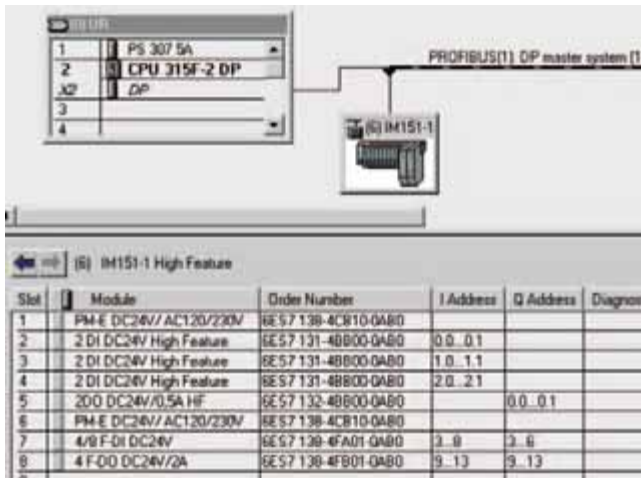 (0) UR
1 PS 307 5A
2 CPU 315F-2 DP
X2 DP
3
4
PROFIBUS(1): DP master system (1
(6) IM151-1
(6) IM151-1 High Feature
Slot Module Order Number I Address Q Address Diagnos
1 PM-E DC24V/ AC120/230V 6ES7 138-4CB10-0AB0
2 2 DI DC24V High Feature 6ES7 131-4BB00-0AB0 0.0...0.1
3 2 DI DC24V High Feature 6ES7 131-4BB00-0AB0 1.0...1.1
4 2 DI DC24V High Feature 6ES7 131-4BB00-0AB0 2.0...2.1
5 2DO DC24V/0.5A HF 6ES7 132-4BB00-0AB0 0.0...0.1
6 PM-E DC24V/ AC120/230V 6ES7 138-4CB10-0AB0
7 4/8 F-DI DC24V 6ES7 138-4FA01-0AB0 3...8 3...6
8 4 F-DO DC24V/2A 6ES7 138-4FB01-0AB0 9...13 9...13